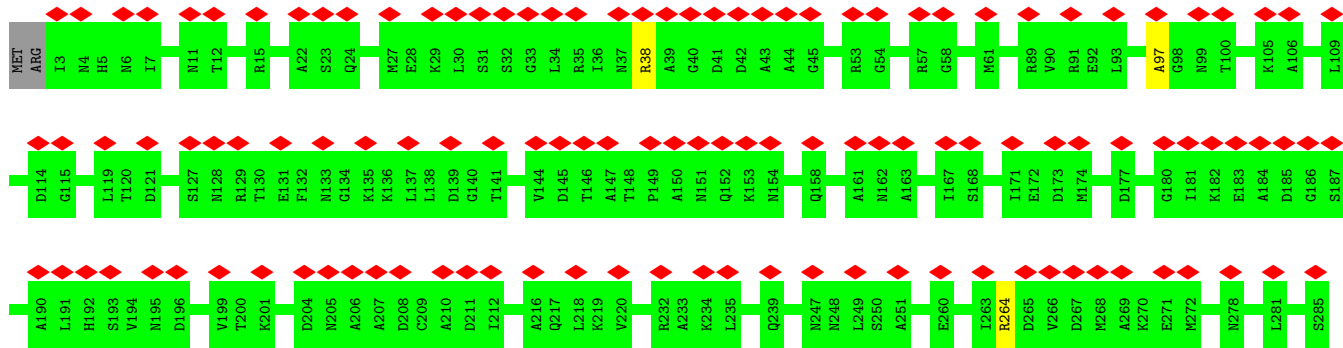 MET ARG I3 N4 H5 N6 I7 N11 T12 R15 A22 S23 Q24 M27 E28 K29 L30 S31 S32 G33 L34 R35 I36 N37 R38 A39 G40 D41 D42 A43 A44 G45 R53 G54 R57 G58 M61 R89 V90 R91 E92 L93 A97 G98 N99 T100 K105 A106 L109
D114 G115 L119 T120 D121 S127 N128 R129 T130 E131 F132 N133 G134 K135 K136 L137 L138 D139 G140 T141 V144 D145 T146 A147 T148 P149 A150 N151 Q152 K153 N154 Q158 A161 N162 A163 I167 S168 I171 E172 D173 M174 D177 G180 I181 K182 E183 A184 D185 G186 S187
A190 L191 H192 S193 V194 N195 D196 V199 T200 K201 D204 N205 A206 A207 D208 C209 A210 D211 I212 A216 Q217 L218 K219 V220 R232 A233 K234 L235 Q239 N247 N248 L249 S250 A251 E260 I263 R264 D265 V266 D267 M268 A269 K270 E271 M272 N278 L281 S285